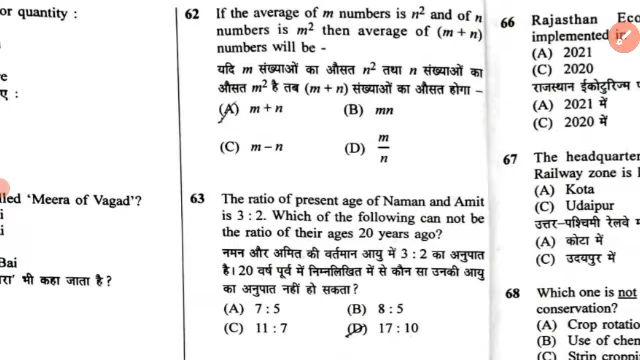 or quantity :
re
ए :
lled 'Meera of Vagad'?
i
i
Bai
रा' भी कहा जाता है ?
62 If the average of m numbers is n² and of n
numbers is m² then average of (m + n)
numbers will be -
यदि m संख्याओं का औसत n² तथा n संख्याओं का
औसत m² है तब (m + n) संख्याओं का औसत होगा –
(A) m + n (B) mn
(C) m – n (D) m/n
63 The ratio of present age of Naman and Amit
is 3 : 2. Which of the following can not be
the ratio of their ages 20 years ago?
नमन और अमित की वर्तमान आयु में 3 : 2 का अनुपात
है। 20 वर्ष पूर्व में निम्नलिखित में से कौन सा उनकी आयु
का अनुपात नहीं हो सकता ?
(A) 7 : 5 (B) 8 : 5
(C) 11 : 7 (D) 17 : 10
66 Rajasthan Eco
implemented in
(A) 2021
(C) 2020
राजस्थान ईकोटूरिज्म प
(A) 2021 में
(C) 2020 में
67 The headquarter
Railway zone is l
(A) Kota
(C) Udaipur
उत्तर-पश्चिमी रेलवे म
(A) कोटा में
(C) उदयपुर में
68 Which one is not
conservation?
(A) Crop rotatio
(B) Use of chen
(C) Strip cropp